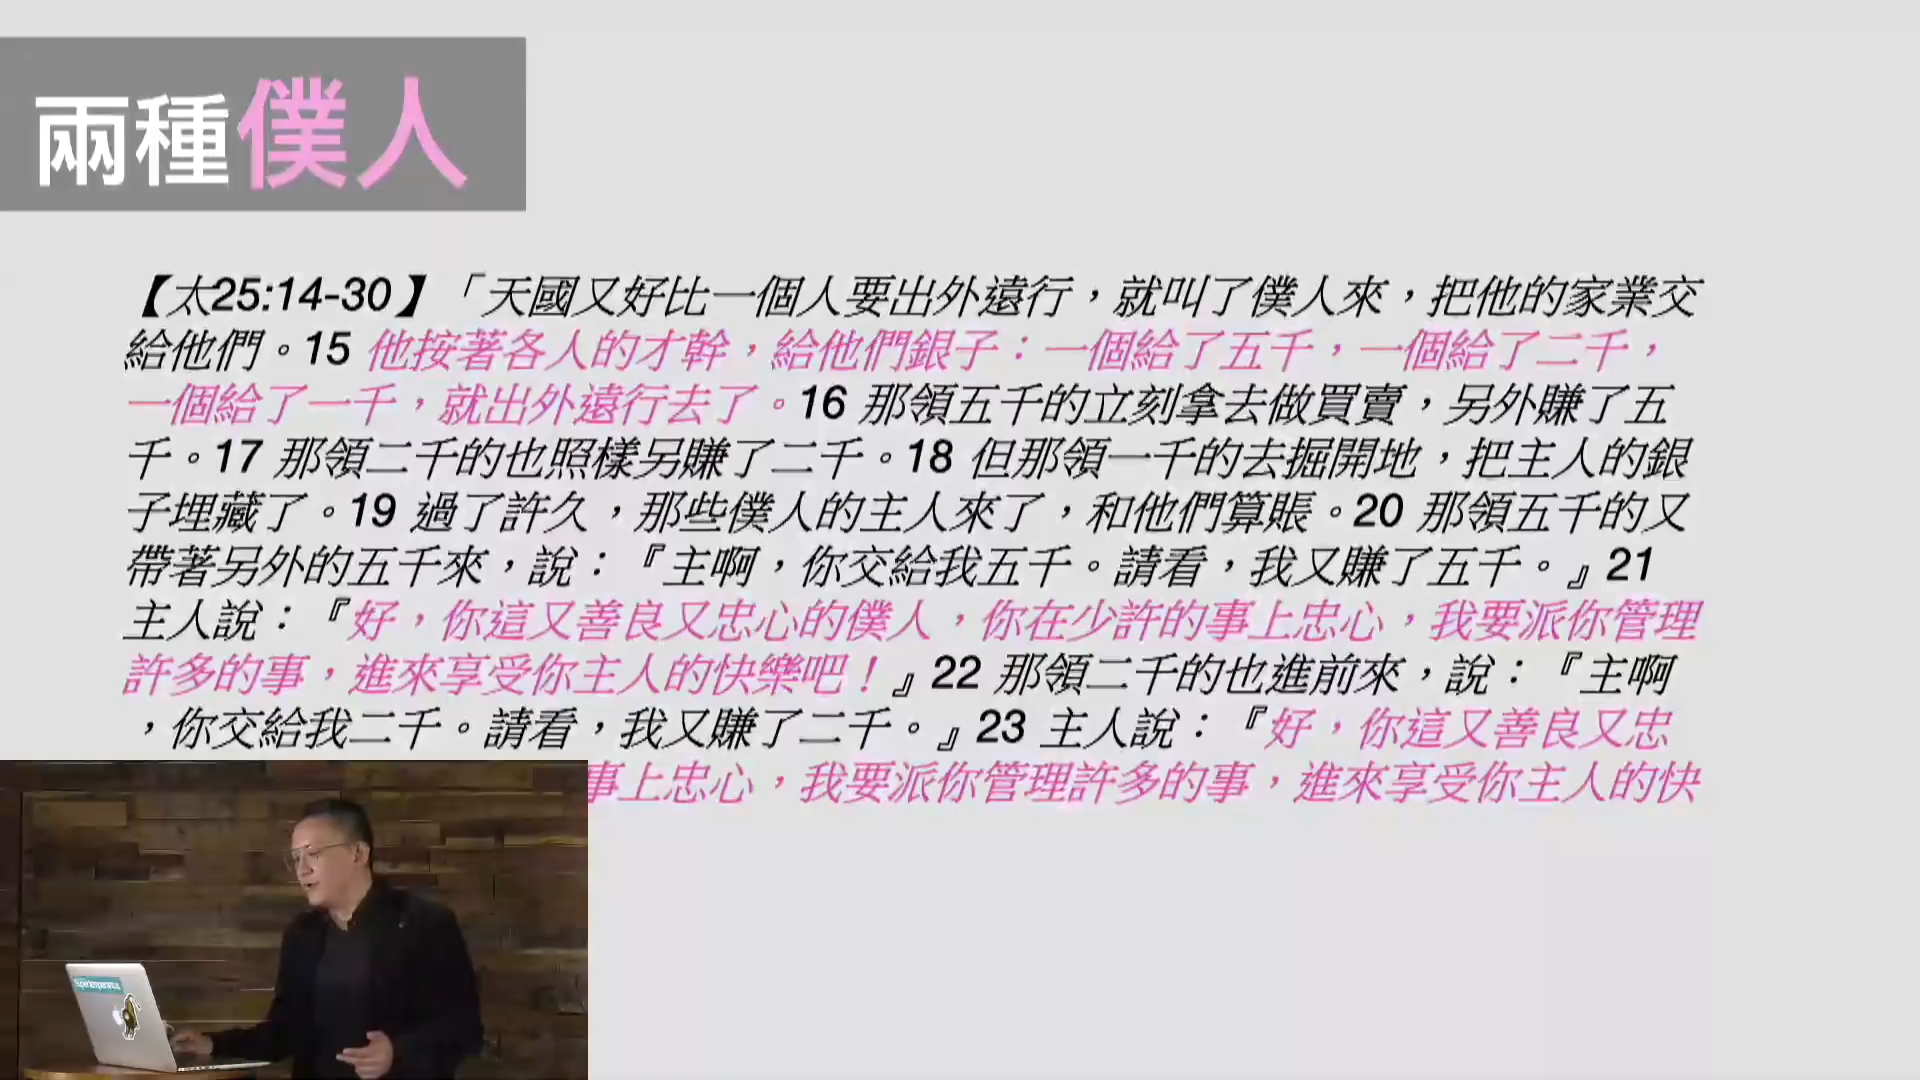 兩種僕人
【太25:14-30】「天國又好比一個人要出外遠行，就叫了僕人來，把他的家業交
給他們。15 他按著各人的才幹，給他們銀子：一個給了五千，一個給了二千，
一個給了一千，就出外遠行去了。16 那領五千的立刻拿去做買賣，另外賺了五
千。17 那領二千的也照樣另賺了二千。18 但那領一千的去掘開地，把主人的銀
子埋藏了。19 過了許久，那些僕人的主人來了，和他們算賬。20 那領五千的又
帶著另外的五千來，說：『主啊，你交給我五千。請看，我又賺了五千。』21
主人說：『好，你這又善良又忠心的僕人，你在少許的事上忠心，我要派你管理
許多的事，進來享受你主人的快樂吧！』22 那領二千的也進前來，說：『主啊
，你交給我二千。請看，我又賺了二千。』23 主人說：『好，你這又善良又忠
事上忠心，我要派你管理許多的事，進來享受你主人的快